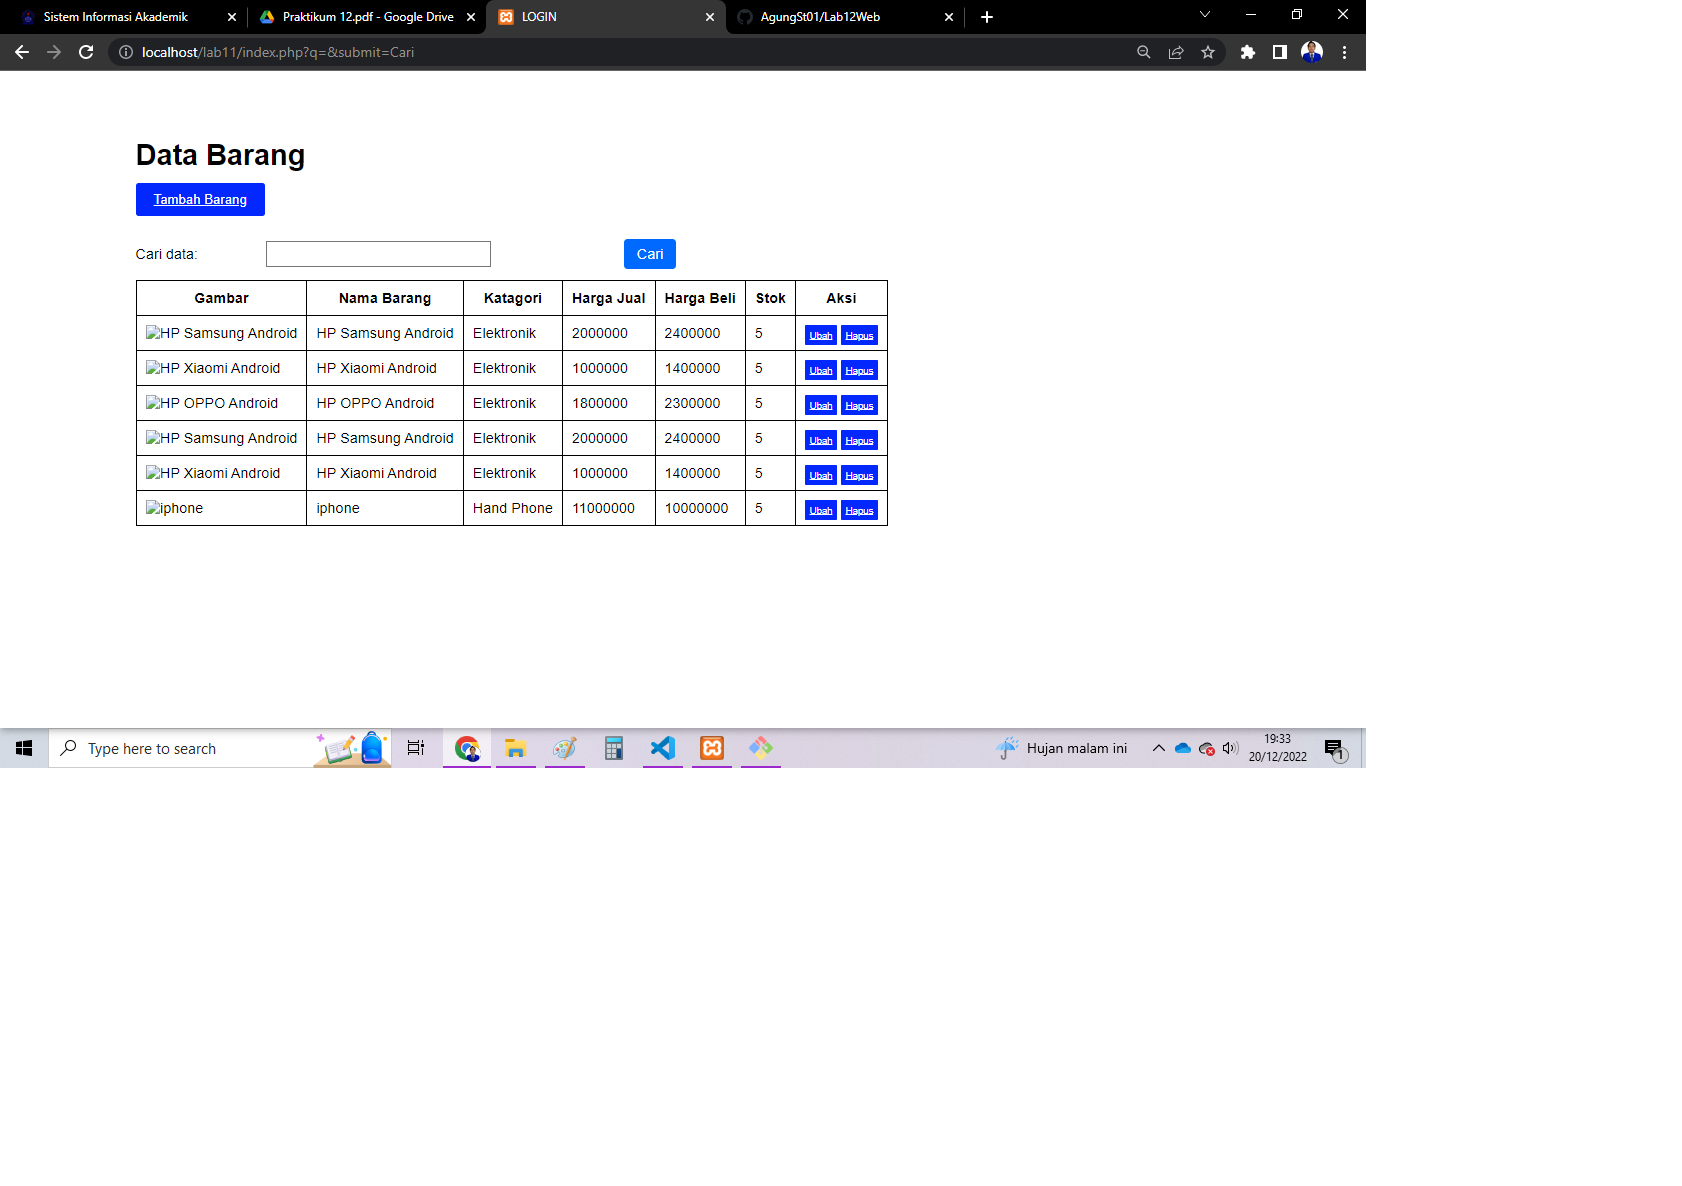 Sistem Informasi Akademik
Praktikum 12.pdf - Google Drive
LOGIN
AgungSt01/Lab12Web
localhost/lab11/index.php?q=&submit=Cari
Data Barang
Tambah Barang
Cari data:
Cari
Gambar Nama Barang Katagori Harga Jual Harga Beli Stok Aksi
HP Samsung Android HP Samsung Android Elektronik 2000000 2400000 5 Ubah Hapus
HP Xiaomi Android HP Xiaomi Android Elektronik 1000000 1400000 5 Ubah Hapus
HP OPPO Android HP OPPO Android Elektronik 1800000 2300000 5 Ubah Hapus
HP Samsung Android HP Samsung Android Elektronik 2000000 2400000 5 Ubah Hapus
HP Xiaomi Android HP Xiaomi Android Elektronik 1000000 1400000 5 Ubah Hapus
iphone iphone Hand Phone 11000000 10000000 5 Ubah Hapus
Type here to search
Hujan malam ini
19:33
20/12/2022
1